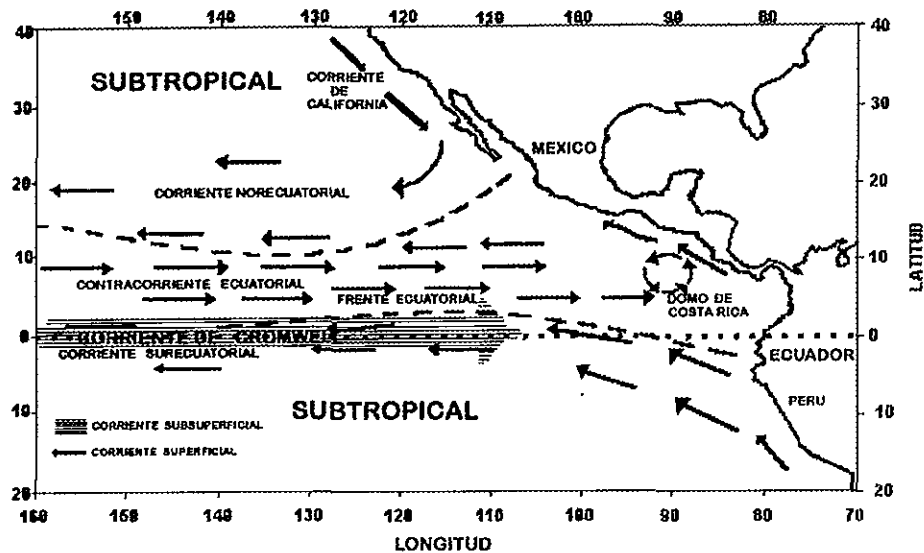 150 140 130 120 110 100 90 80
40 40
SUBTROPICAL
CORRIENTE
DE
CALIFORNIA
30 30
MEXICO
20 20
CORRIENTE NORECUATORIAL
LATITUD
10 10
CONTRACORRIENTE ECUATORIAL
FRENTE ECUATORIAL
DOMO DE
COSTA RICA
0 0
CORRIENTE DE CROMWELL
CORRIENTE SURECUATORIAL
ECUADOR
SUBTROPICAL
PERU
10 10
CORRIENTE SUBSUPERFICIAL
CORRIENTE SUPERFICIAL
20 20
160 150 140 130 120 110 100 90 80 70
LONGITUD